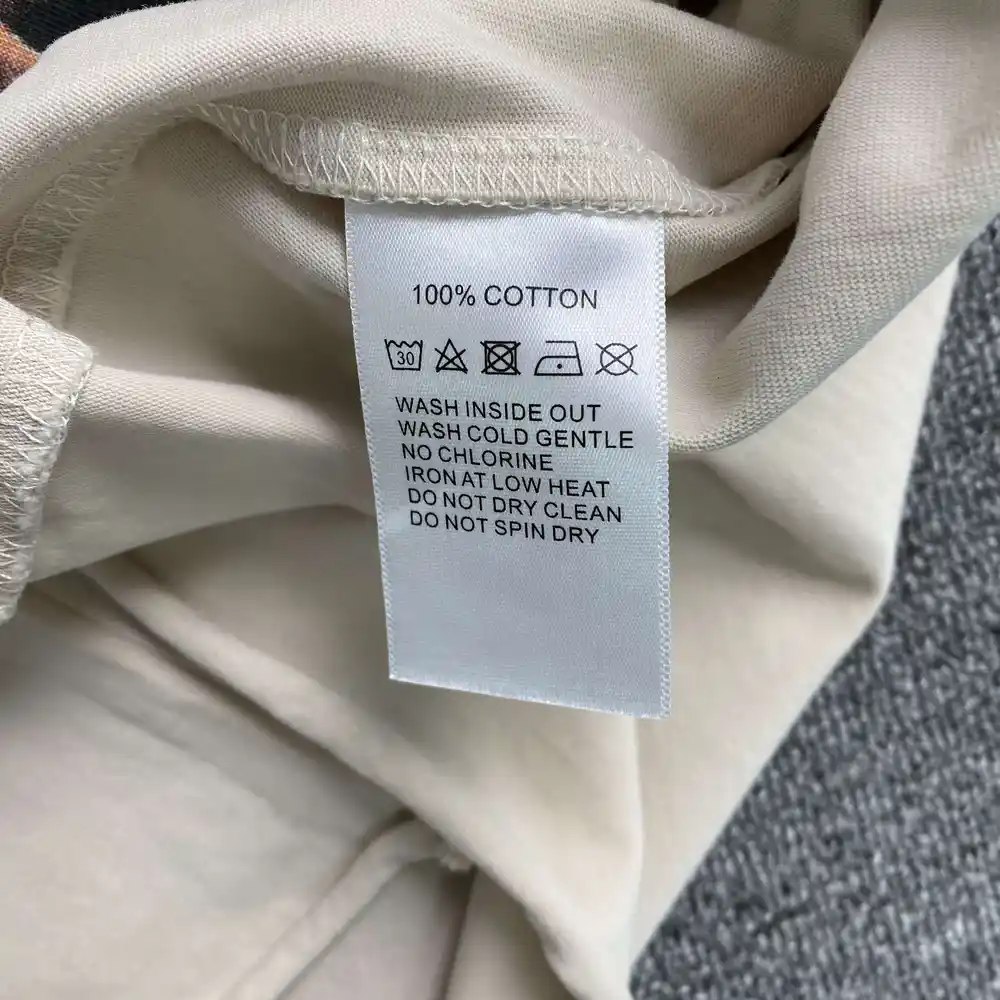 100% COTTON
30
WASH INSIDE OUT
WASH COLD GENTLE
NO CHLORINE
IRON AT LOW HEAT
DO NOT DRY CLEAN
DO NOT SPIN DRY